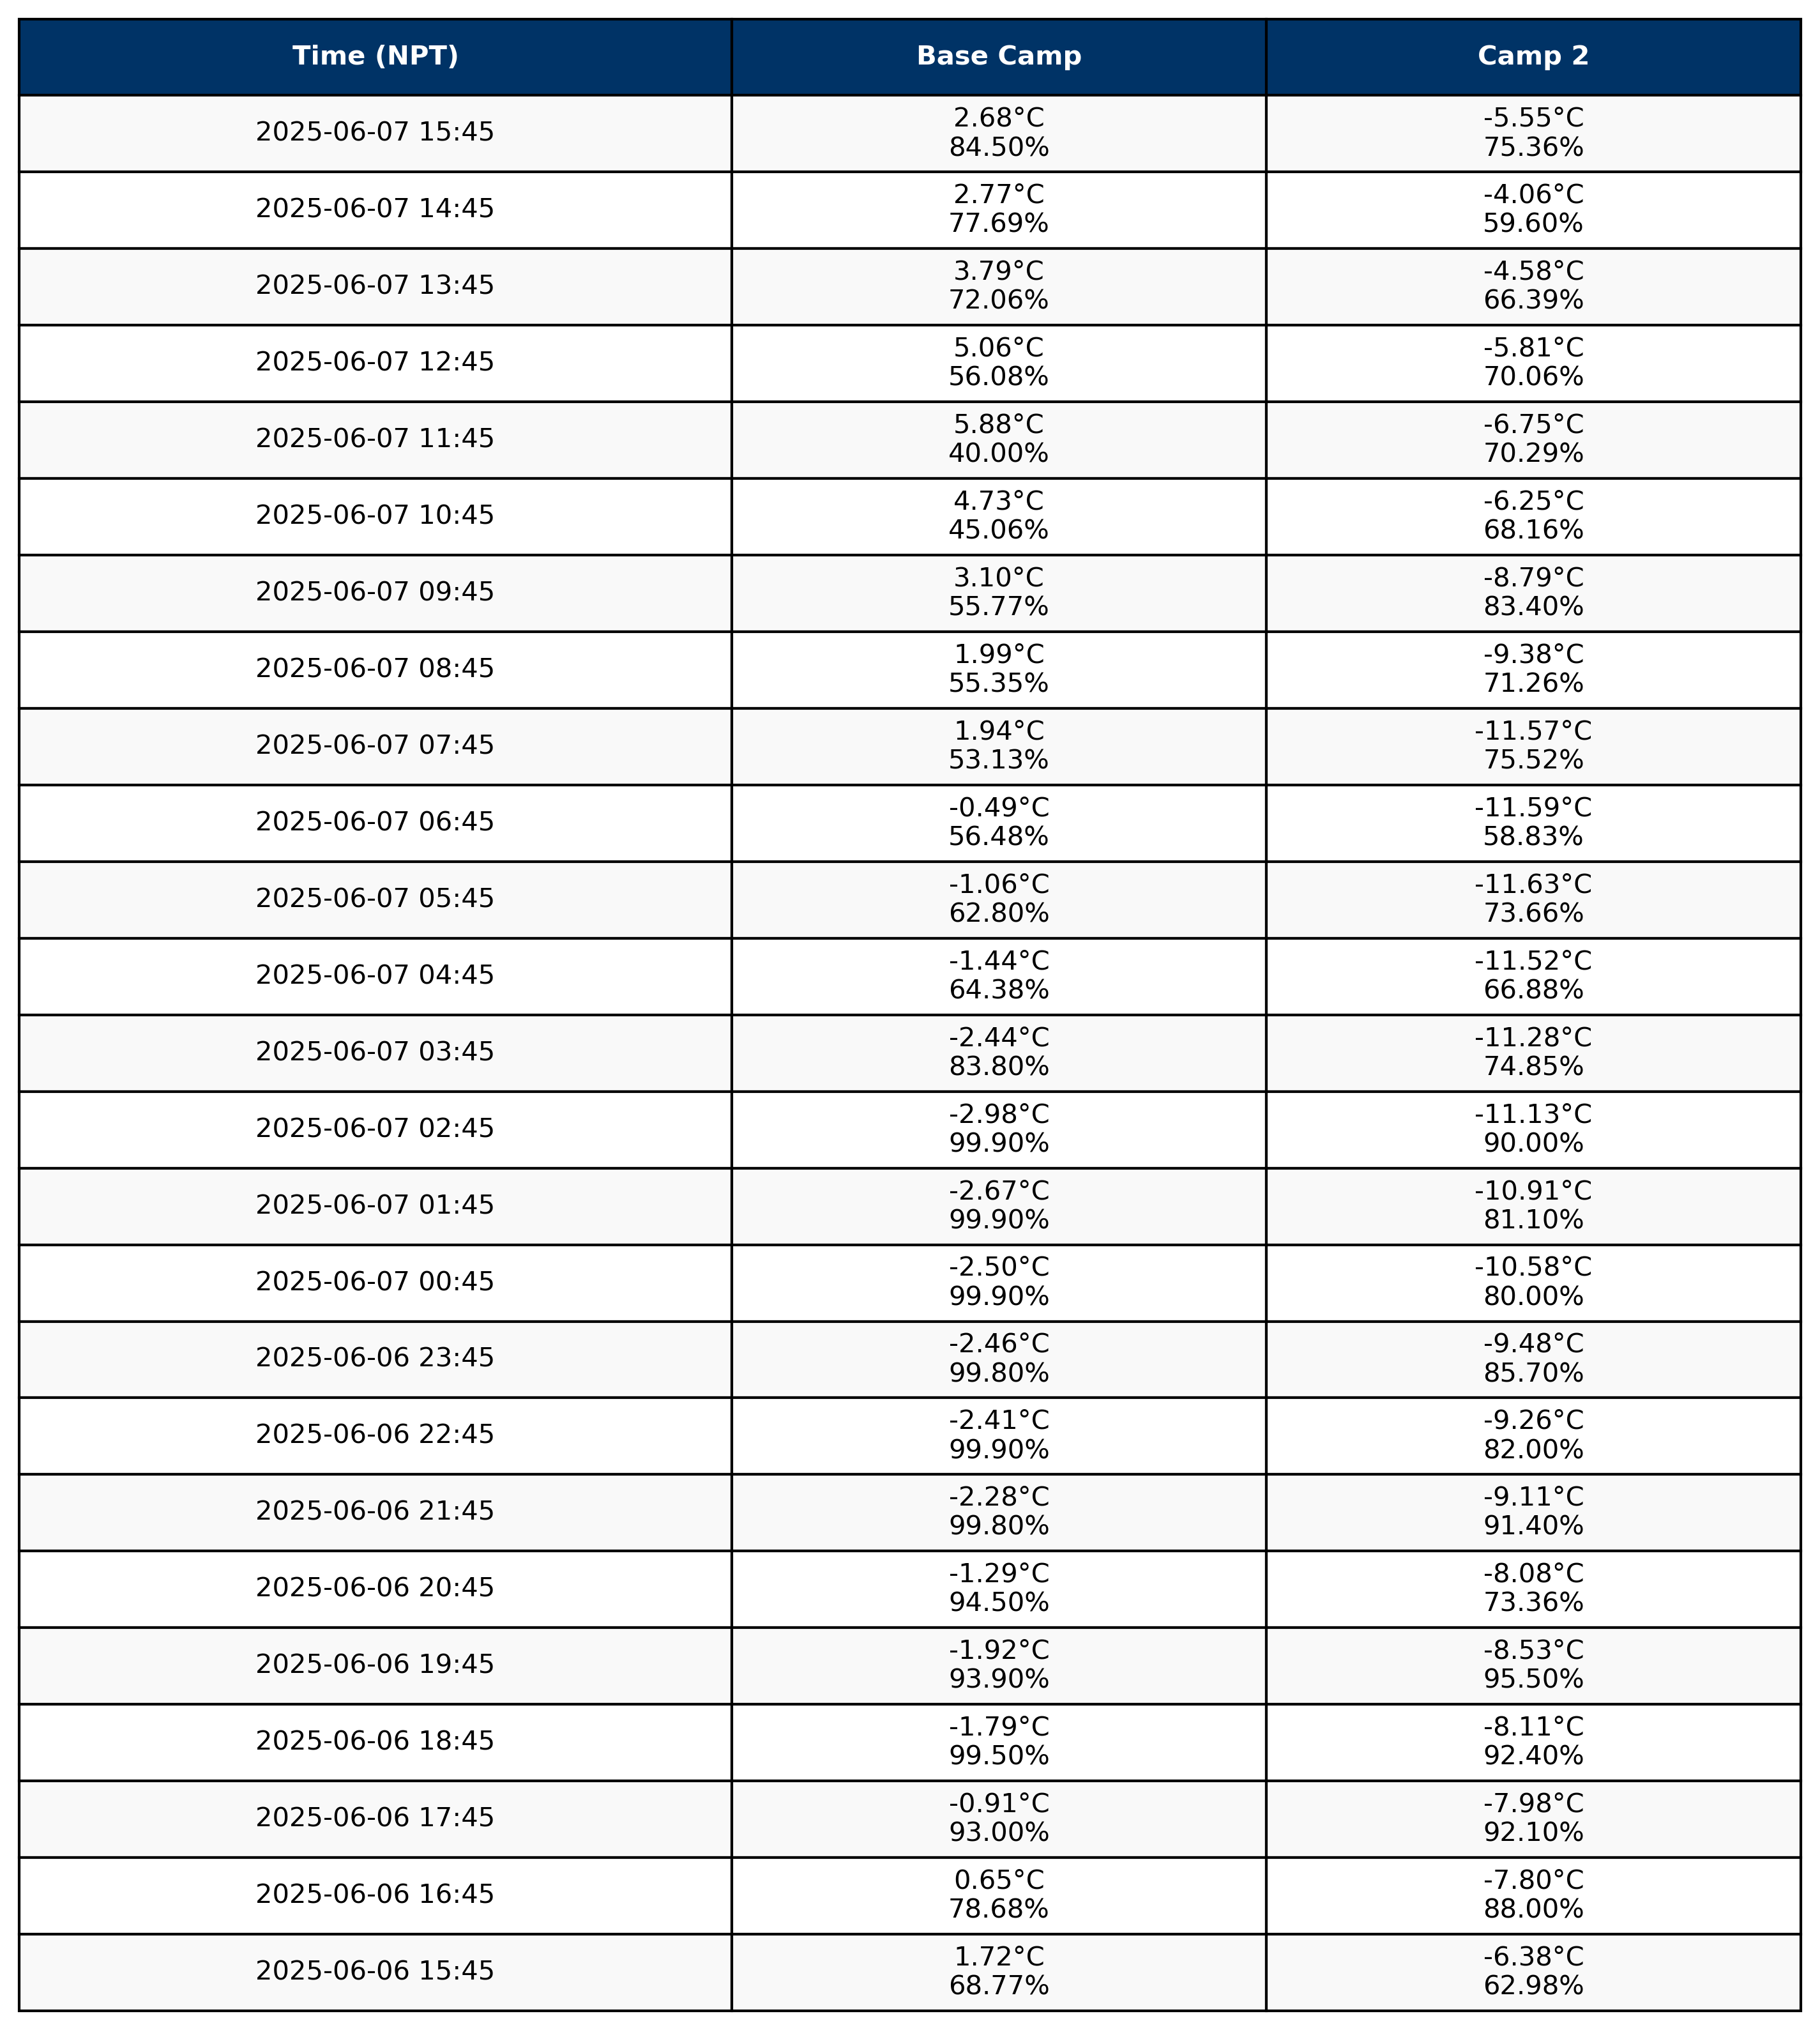 Time (NPT) Base Camp Camp 2
2025-06-07 15:45 2.68°C -5.55°C
84.50% 75.36%
2025-06-07 14:45 2.77°C -4.06°C
77.69% 59.60%
2025-06-07 13:45 3.79°C -4.58°C
72.06% 66.39%
2025-06-07 12:45 5.06°C -5.81°C
56.08% 70.06%
2025-06-07 11:45 5.88°C -6.75°C
40.00% 70.29%
2025-06-07 10:45 4.73°C -6.25°C
45.06% 68.16%
2025-06-07 09:45 3.10°C -8.79°C
55.77% 83.40%
2025-06-07 08:45 1.99°C -9.38°C
55.35% 71.26%
2025-06-07 07:45 1.94°C -11.57°C
53.13% 75.52%
2025-06-07 06:45 -0.49°C -11.59°C
56.48% 58.83%
2025-06-07 05:45 -1.06°C -11.63°C
62.80% 73.66%
2025-06-07 04:45 -1.44°C -11.52°C
64.38% 66.88%
2025-06-07 03:45 -2.44°C -11.28°C
83.80% 74.85%
2025-06-07 02:45 -2.98°C -11.13°C
99.90% 90.00%
2025-06-07 01:45 -2.67°C -10.91°C
99.90% 81.10%
2025-06-07 00:45 -2.50°C -10.58°C
99.90% 80.00%
2025-06-06 23:45 -2.46°C -9.48°C
99.80% 85.70%
2025-06-06 22:45 -2.41°C -9.26°C
99.90% 82.00%
2025-06-06 21:45 -2.28°C -9.11°C
99.80% 91.40%
2025-06-06 20:45 -1.29°C -8.08°C
94.50% 73.36%
2025-06-06 19:45 -1.92°C -8.53°C
93.90% 95.50%
2025-06-06 18:45 -1.79°C -8.11°C
99.50% 92.40%
2025-06-06 17:45 -0.91°C -7.98°C
93.00% 92.10%
2025-06-06 16:45 0.65°C -7.80°C
78.68% 88.00%
2025-06-06 15:45 1.72°C -6.38°C
68.77% 62.98%